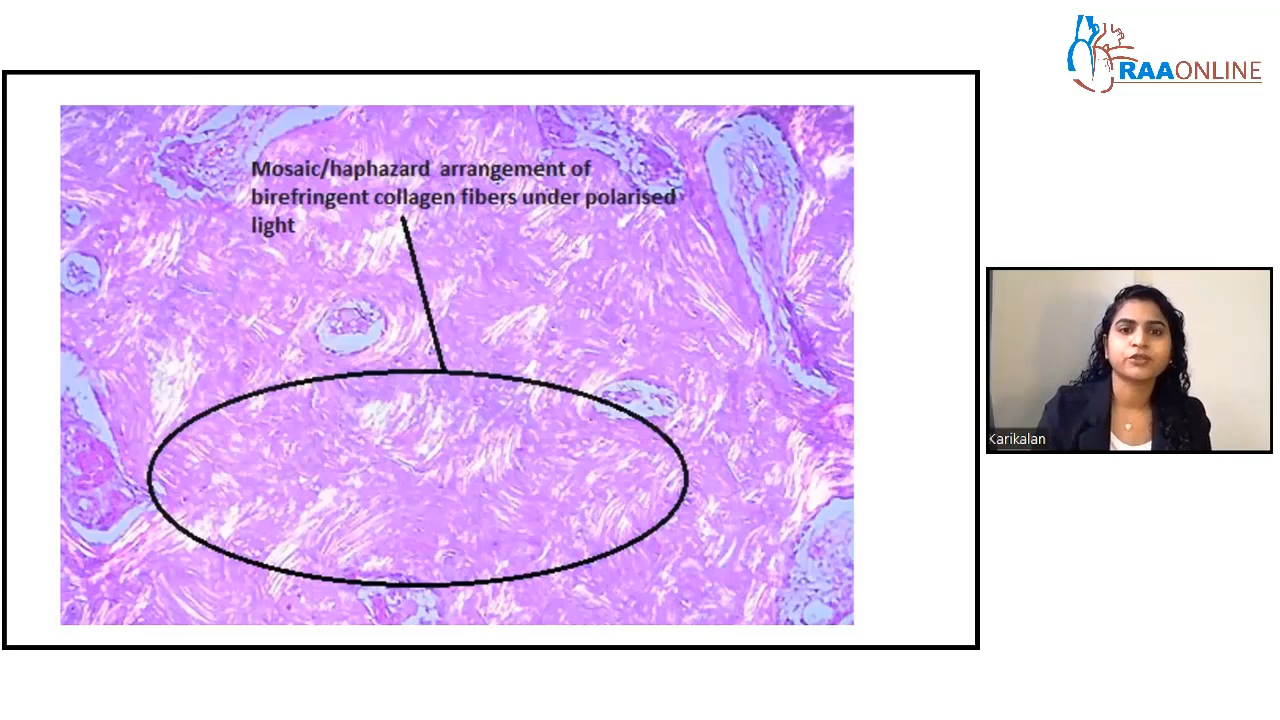 RAAONLINE
Mosaic/haphazard arrangement of
birefringent collagen fibers under polarised
light
Karikalan